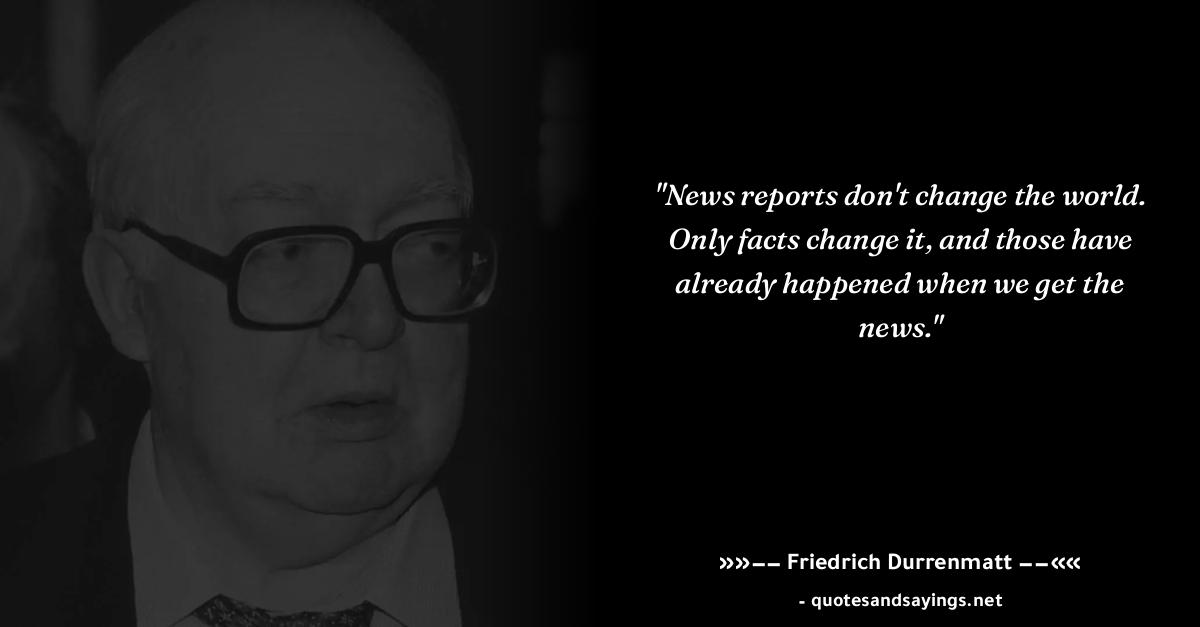 "News reports don't change the world.
Only facts change it, and those have
already happened when we get the
news."
»»−− Friedrich Durrenmatt −−««
- quotesandsayings.net